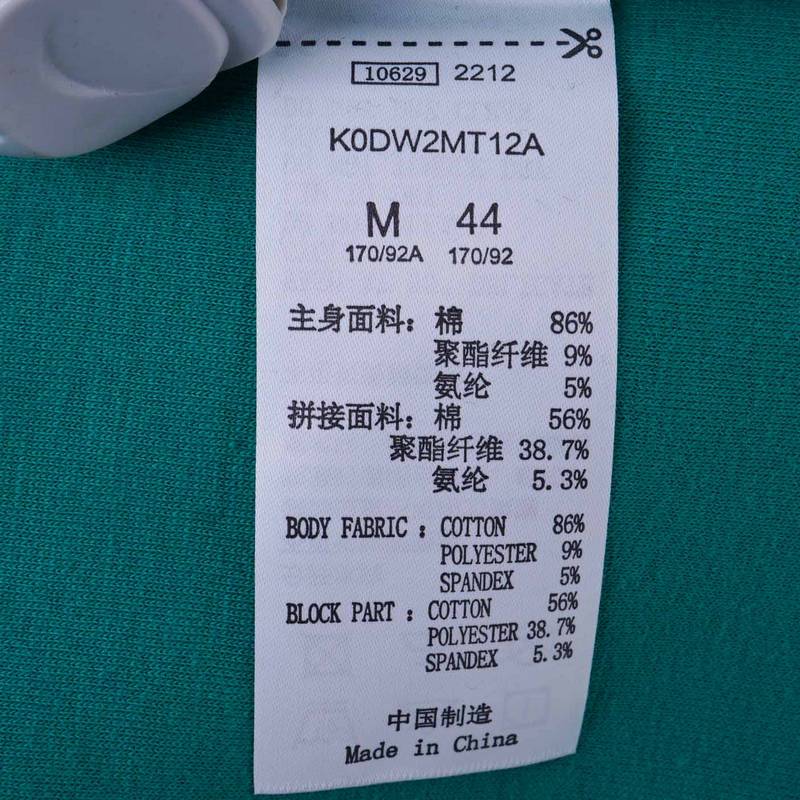 10629 2212
K0DW2MT12A
M 44
170/92A 170/92
主身面料：棉 86%
聚酯纤维 9%
氨纶 5%
拼接面料：棉 56%
聚酯纤维 38.7%
氨纶 5.3%
BODY FABRIC : COTTON 86%
POLYESTER 9%
SPANDEX 5%
BLOCK PART : COTTON 56%
POLYESTER 38.7%
SPANDEX 5.3%
中国制造
Made in China